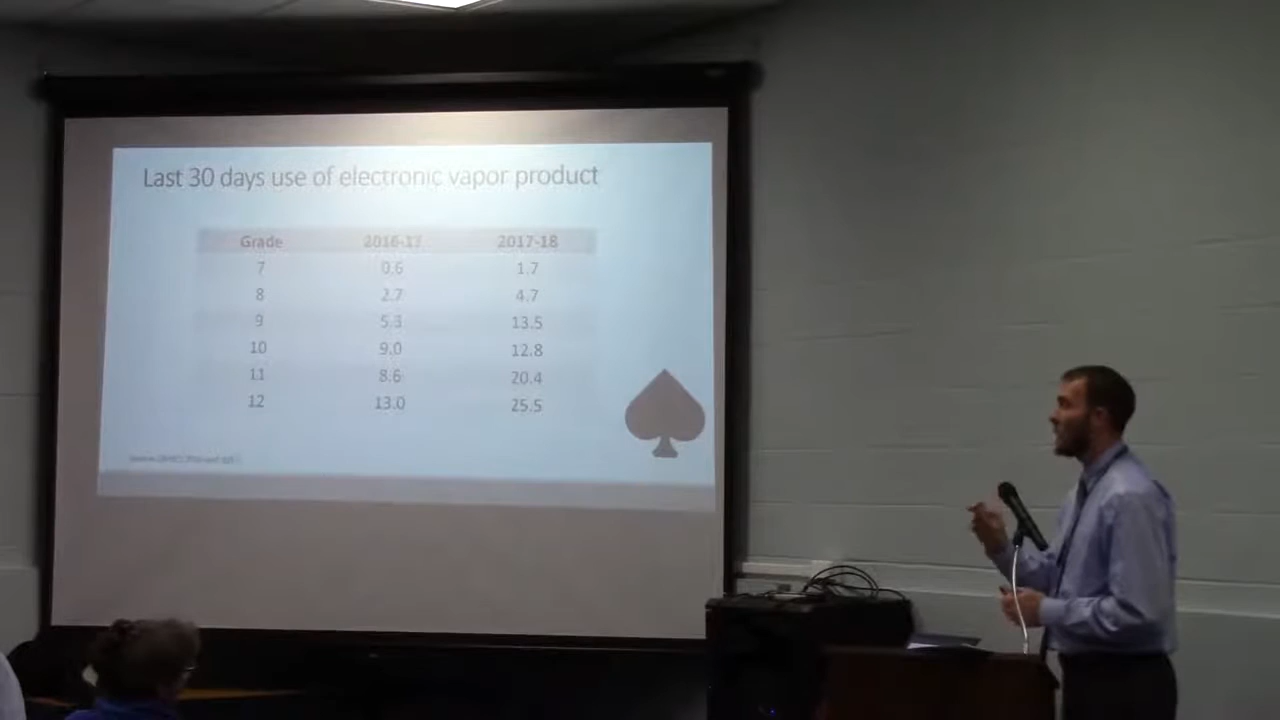 Last 30 days use of electronic vapor product
Grade 2016-17 2017-18
7 0.6 1.7
8 2.7 4.7
9 5.3 13.5
10 9.0 12.8
11 8.6 20.4
12 13.0 25.5